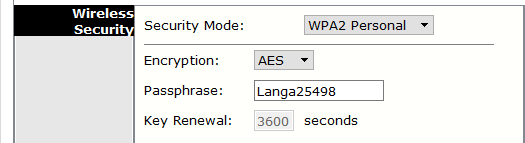 Wireless Security
Security Mode: WPA2 Personal
Encryption: AES
Passphrase: Langa25498
Key Renewal: 3600 seconds